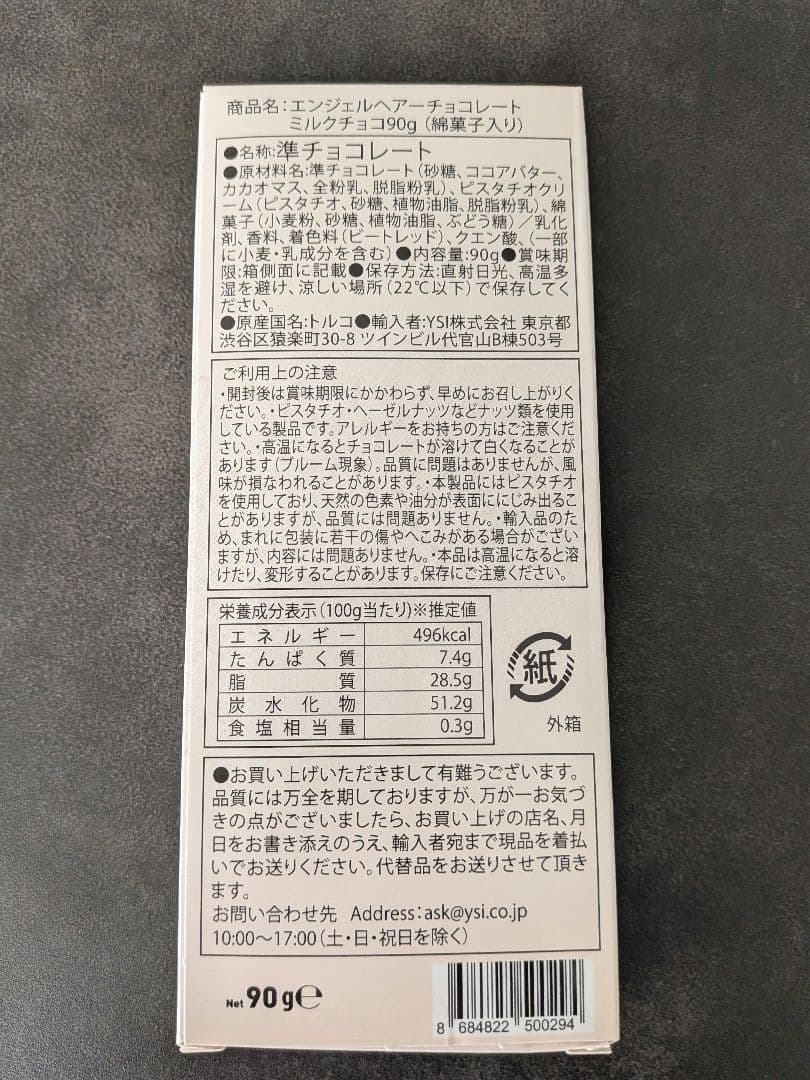 商品名：エンジェルヘアーチョコレート
ミルクチョコ90g（綿菓子入り）
●名称：準チョコレート
●原材料名：準チョコレート（砂糖、ココアバター、
カカオマス、全粉乳、脱脂粉乳）、ピスタチオクリ
ーム（ピスタチオ、砂糖、植物油脂、脱脂粉乳）、綿
菓子（小麦粉、砂糖、植物油脂、ぶどう糖）／乳化
剤、香料、着色料（ビートレッド）、クエン酸、（一部
に小麦・乳成分を含む）●内容量：90g●賞味期
限：箱側面に記載●保存方法：直射日光、高温多
湿を避け、涼しい場所（22℃以下）で保存してく
ださい。
●原産国名：トルコ●輸入者：YSI株式会社 東京都
渋谷区猿楽町30-8 ツインビル代官山B棟503号
ご利用上の注意
・開封後は賞味期限にかかわらず、早めにお召し上がりく
ださい。・ピスタチオ・ヘーゼルナッツなどナッツ類を使用
している製品です。アレルギーをお持ちの方はご注意くだ
さい。・高温になるとチョコレートが溶けて白くなることが
あります（ブルーム現象）。品質に問題はありませんが、風
味が損なわれることがあります。・本製品にはピスタチオ
を使用しており、天然の色素や油分が表面ににじみ出るこ
とがありますが、品質には問題ありません。・輸入品のた
め、まれに包装に若干の傷やへこみがある場合がござい
ますが、内容には問題ありません。・本品は高温になると溶
けたり、変形することがあります。保存にご注意ください。
栄養成分表示（100g当たり）※推定値
エネルギー 496kcal
たんぱく質 7.4g
脂質 28.5g
炭水化物 51.2g
食塩相当量 0.3g
紙
外箱
●お買い上げいただきまして有難うございます。
品質には万全を期しておりますが、万が一お気づ
きの点がございましたら、お買い上げの店名、月
日をお書き添えのうえ、輸入者宛まで現品を着払
いでお送りください。代替品をお送りさせて頂き
ます。
お問い合わせ先 Address：ask@ysi.co.jp
10:00～17:00（土・日・祝日を除く）
Net 90 g℮
8 684822 500294